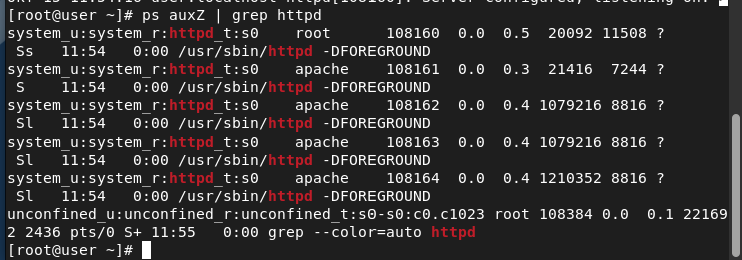 [root@user ~]# ps auxZ | grep httpd
system_u:system_r:httpd_t:s0    root      108160  0.0  0.5  20092 11508 ?
 Ss   11:54   0:00 /usr/sbin/httpd -DFOREGROUND
system_u:system_r:httpd_t:s0    apache    108161  0.0  0.3  21416  7244 ?
 S    11:54   0:00 /usr/sbin/httpd -DFOREGROUND
system_u:system_r:httpd_t:s0    apache    108162  0.0  0.4 1079216 8816 ?
 Sl   11:54   0:00 /usr/sbin/httpd -DFOREGROUND
system_u:system_r:httpd_t:s0    apache    108163  0.0  0.4 1079216 8816 ?
 Sl   11:54   0:00 /usr/sbin/httpd -DFOREGROUND
system_u:system_r:httpd_t:s0    apache    108164  0.0  0.4 1210352 8816 ?
 Sl   11:54   0:00 /usr/sbin/httpd -DFOREGROUND
unconfined_u:unconfined_r:unconfined_t:s0-s0:c0.c1023 root 108384 0.0  0.1 22169
2 2436 pts/0 S+ 11:55   0:00 grep --color=auto httpd
[root@user ~]#